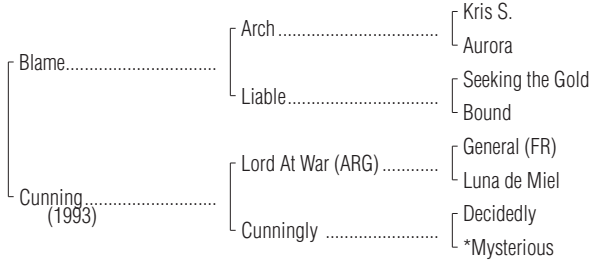 Kris S.
Arch
Aurora
Blame
Seeking the Gold
Liable
Bound
General (FR)
Lord At War (ARG)
Luna de Miel
Cunning
(1993)
Decidedly
Cunningly
*Mysterious